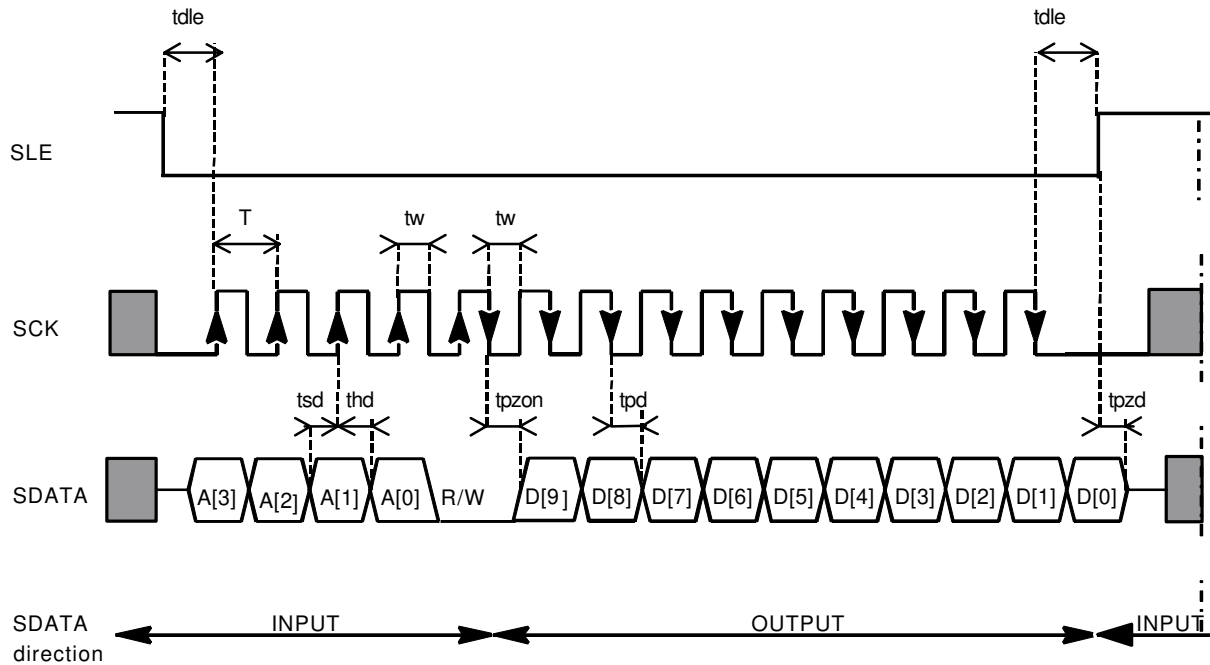 tdle tdle
SLE
T tw tw
SCK
tsd thd tpzon tpd tpzd
SDATA A[3] A[2] A[1] A[0] R/W D[9] D[8] D[7] D[6] D[5] D[4] D[3] D[2] D[1] D[0]
SDATA INPUT OUTPUT INPUT
direction